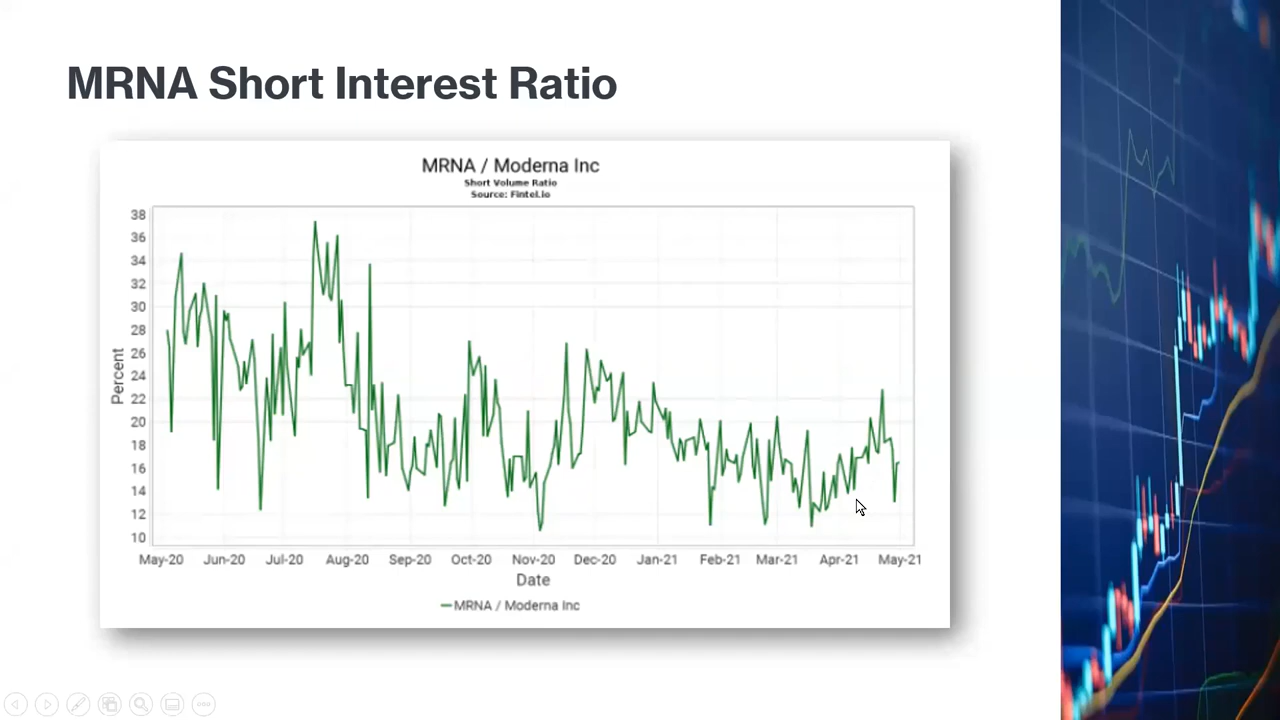 MRNA Short Interest Ratio
MRNA / Moderna Inc
Short Volume Ratio
Source: Fintel.io
38
36
34
32
30
28
26
24
22
20
18
16
14
12
10
Percent
May-20 Jun-20 Jul-20 Aug-20 Sep-20 Oct-20 Nov-20 Dec-20 Jan-21 Feb-21 Mar-21 Apr-21 May-21
Date
MRNA / Moderna Inc